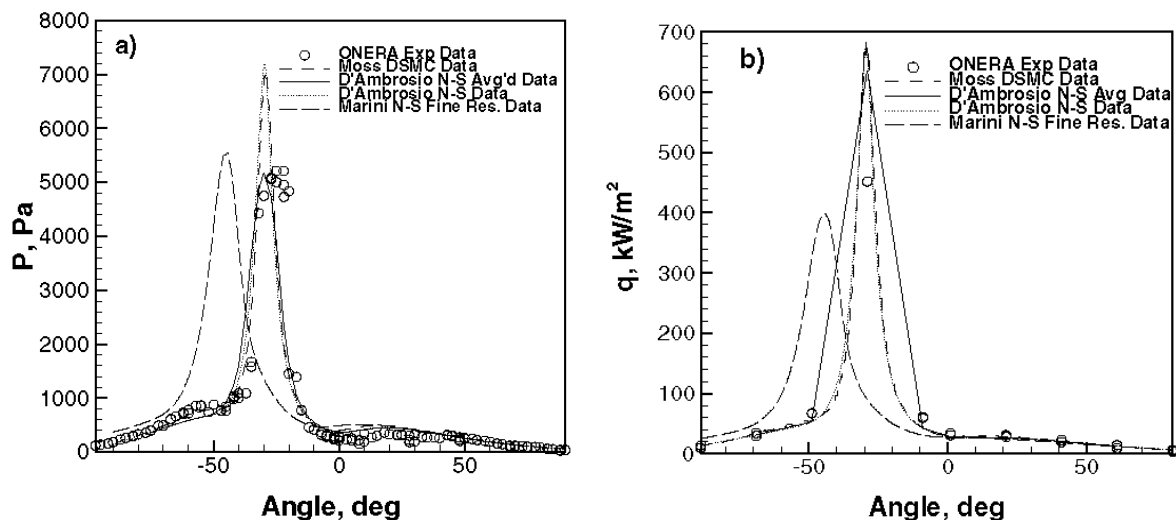 a)
8000
7000
6000
5000
4000
3000
2000
1000
0
P, Pa
ONERA Exp Data
Moss DSMC Data
D'Ambrosio N-S Avg'd Data
D'Ambrosio N-S Data
Marini N-S Fine Res. Data
-50
0
50
Angle, deg
b)
700
600
500
400
300
200
100
0
q, kW/m²
ONERA Exp Data
Moss DSMC Data
D'Ambrosio N-S Avg Data
D'Ambrosio N-S Data
Marini N-S Fine Res. Data
-50
0
50
Angle, deg